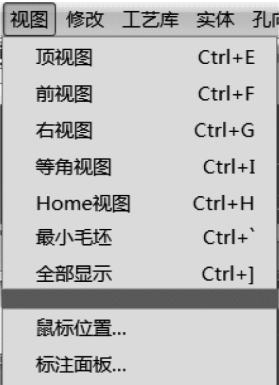 视图 修改 工艺库 实体 孔
顶视图 Ctrl+E
前视图 Ctrl+F
右视图 Ctrl+G
等角视图 Ctrl+I
Home视图 Ctrl+H
最小毛坯 Ctrl+`
全部显示 Ctrl+]
鼠标位置...
标注面板...